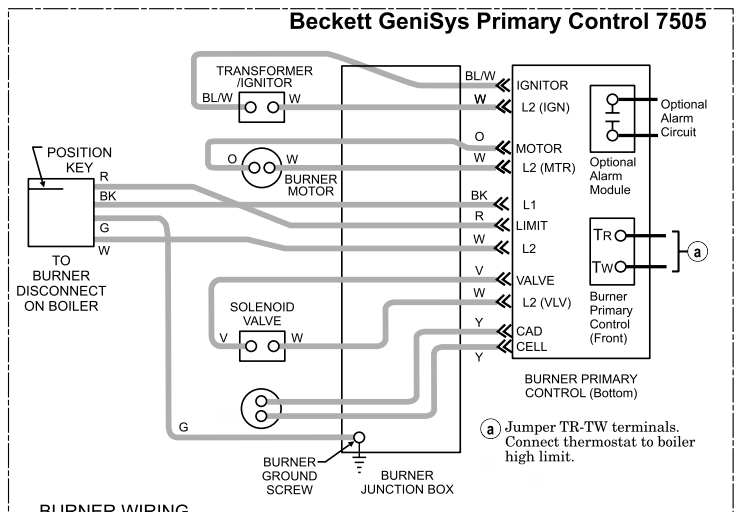 Beckett GeniSys Primary Control 7505
TRANSFORMER
/IGNITOR
BL/W
W
BL/W
IGNITOR
W
L2 (IGN)
Optional
Alarm
Circuit
Optional
Alarm
Module
O
W
BURNER
MOTOR
O
MOTOR
W
L2 (MTR)
POSITION
KEY
R
BK
G
W
TO
BURNER
DISCONNECT
ON BOILER
BK
L1
R
LIMIT
W
L2
TR
TW
a
Burner
Primary
Control
(Front)
V
VALVE
W
L2 (VLV)
SOLENOID
VALVE
V
W
Y
CAD
CELL
Y
BURNER PRIMARY
CONTROL (Bottom)
G
BURNER
GROUND
SCREW
BURNER
JUNCTION BOX
a Jumper TR-TW terminals.
Connect thermostat to boiler
high limit.
BURNER WIRING